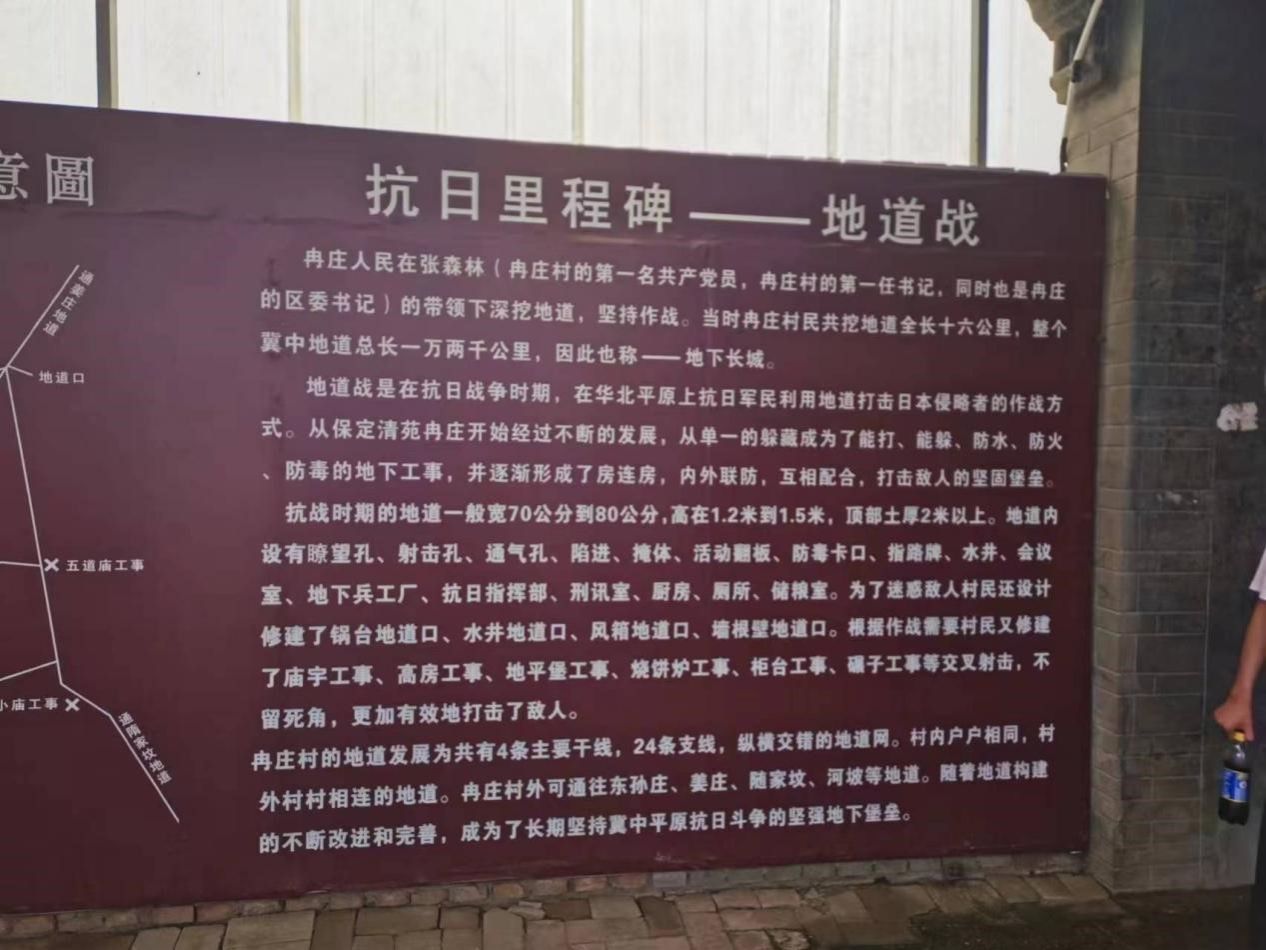 意圖
通姜庄地道
地道口
五道庙工事
小庙工事
通隋家坟地道
抗日里程碑——地道战
冉庄人民在张森林（冉庄村的第一名共产党员，冉庄村的第一任书记，同时也是冉庄
的区委书记）的带领下深挖地道，坚持作战。当时冉庄村民共挖地道全长十六公里，整个
冀中地道总长一万两千公里，因此也称——地下长城。
地道战是在抗日战争时期，在华北平原上抗日军民利用地道打击日本侵略者的作战方
式。从保定清苑冉庄开始经过不断的发展，从单一的躲藏成为了能打、能躲、防水、防火
、防毒的地下工事，并逐渐形成了房连房，内外联防，互相配合，打击敌人的坚固堡垒。
抗战时期的地道一般宽70公分到80公分,高在1.2米到1.5米，顶部土厚2米以上。地道内
设有瞭望孔、射击孔、通气孔、陷进、掩体、活动翻板、防毒卡口、指路牌、水井、会议
室、地下兵工厂、抗日指挥部、刑讯室、厨房、厕所、储粮室。为了迷惑敌人村民还设计
修建了锅台地道口、水井地道口、风箱地道口、墙根壁地道口。根据作战需要村民又修建
了庙宇工事、高房工事、地平堡工事、烧饼炉工事、柜台工事、碾子工事等交叉射击，不
留死角，更加有效地打击了敌人。
冉庄村的地道发展为共有4条主要干线，24条支线，纵横交错的地道网。村内户户相同，村
外村村相连的地道。冉庄村外可通往东孙庄、姜庄、随家坟、河坡等地道。随着地道构建
的不断改进和完善，成为了长期坚持冀中平原抗日斗争的坚强地下堡垒。